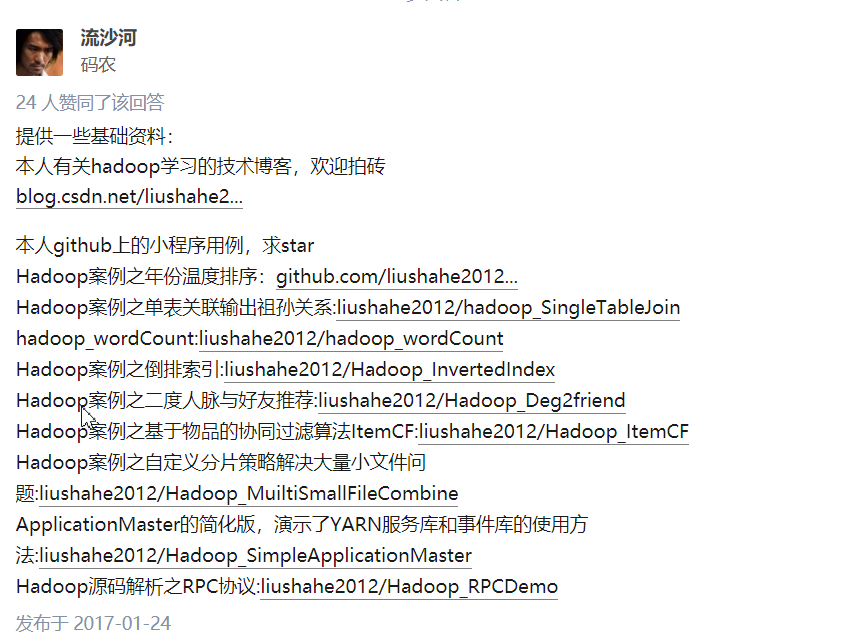 流沙河
码农
24 人赞同了该回答
提供一些基础资料：
本人有关hadoop学习的技术博客，欢迎拍砖
blog.csdn.net/liushahe2...
本人github上的小程序用例，求star
Hadoop案例之年份温度排序：github.com/liushahe2012...
Hadoop案例之单表关联输出祖孙关系:liushahe2012/hadoop_SingleTableJoin
hadoop_wordCount:liushahe2012/hadoop_wordCount
Hadoop案例之倒排索引:liushahe2012/Hadoop_InvertedIndex
Hadoop案例之二度人脉与好友推荐:liushahe2012/Hadoop_Deg2friend
Hadoop案例之基于物品的协同过滤算法ItemCF:liushahe2012/Hadoop_ItemCF
Hadoop案例之自定义分片策略解决大量小文件问
题:liushahe2012/Hadoop_MuiltiSmallFileCombine
ApplicationMaster的简化版，演示了YARN服务库和事件库的使用方
法:liushahe2012/Hadoop_SimpleApplicationMaster
Hadoop源码解析之RPC协议:liushahe2012/Hadoop_RPCDemo
发布于 2017-01-24